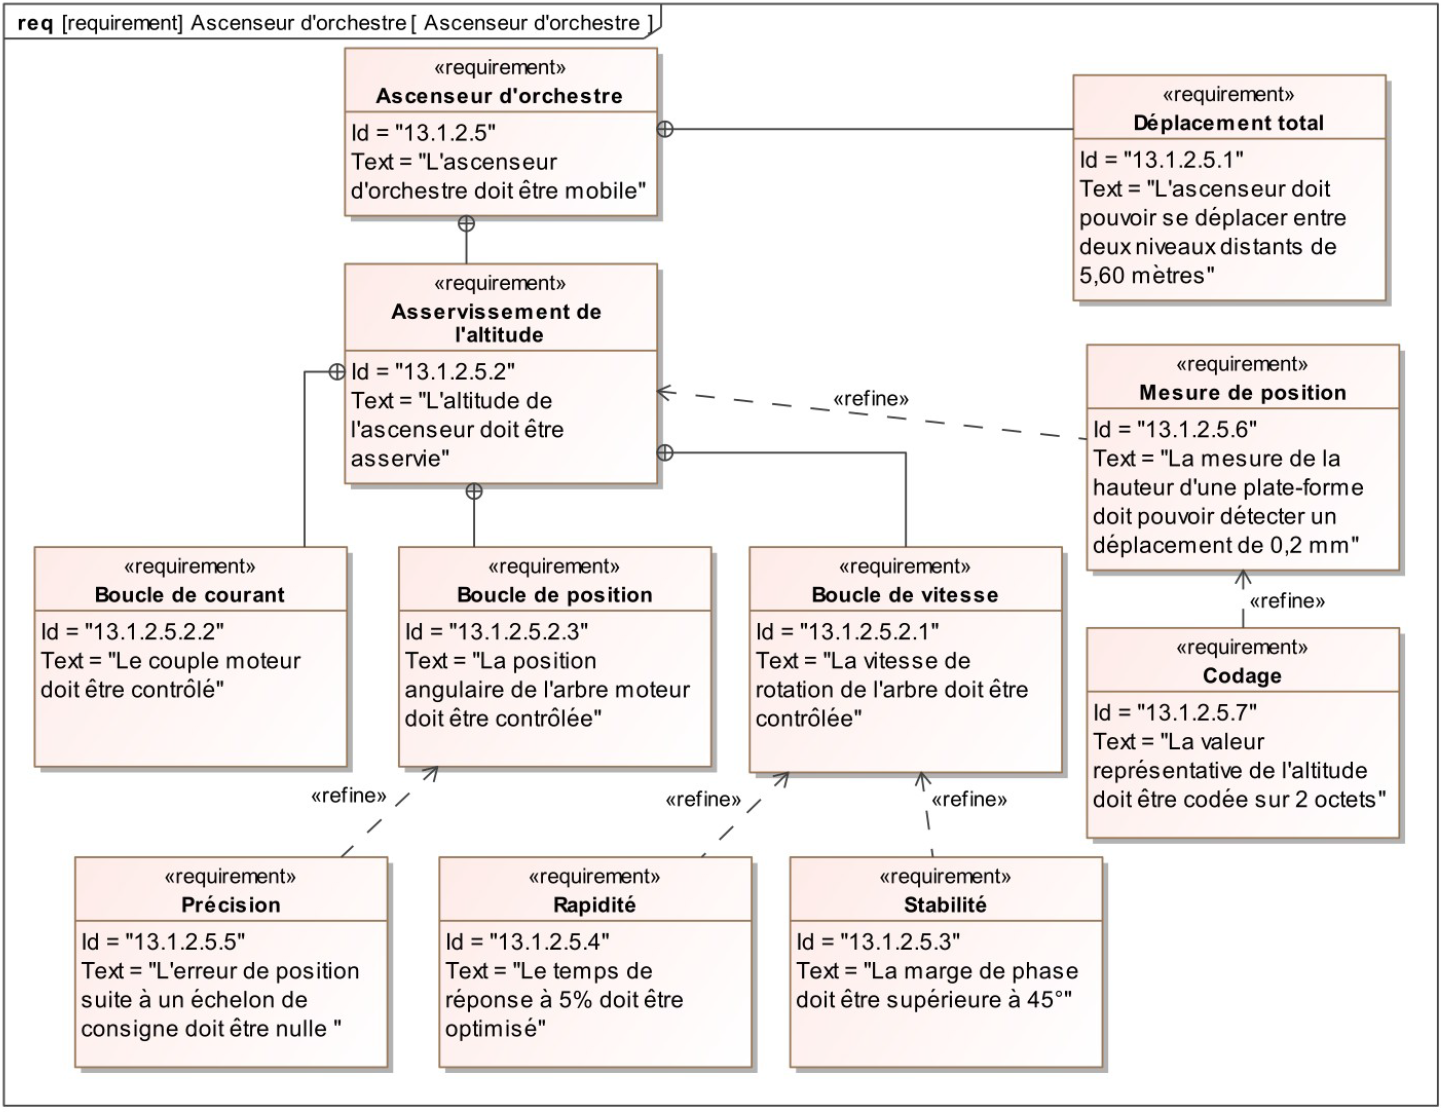 req [requirement] Ascenseur d'orchestre [ Ascenseur d'orchestre ]
«requirement»
Ascenseur d'orchestre
Id = "13.1.2.5"
Text = "L'ascenseur
d'orchestre doit être mobile"
«requirement»
Déplacement total
Id = "13.1.2.5.1"
Text = "L'ascenseur doit
pouvoir se déplacer entre
deux niveaux distants de
5,60 mètres"
«requirement»
Asservissement de
l'altitude
Id = "13.1.2.5.2"
Text = "L'altitude de
l'ascenseur doit être
asservie"
«refine»
«requirement»
Mesure de position
Id = "13.1.2.5.6"
Text = "La mesure de la
hauteur d'une plate-forme
doit pouvoir détecter un
déplacement de 0,2 mm"
«requirement»
Boucle de courant
Id = "13.1.2.5.2.2"
Text = "Le couple moteur
doit être contrôlé"
«requirement»
Boucle de position
Id = "13.1.2.5.2.3"
Text = "La position
angulaire de l'arbre moteur
doit être contrôlée"
«requirement»
Boucle de vitesse
Id = "13.1.2.5.2.1"
Text = "La vitesse de
rotation de l'arbre doit être
contrôlée"
«refine»
«requirement»
Codage
Id = "13.1.2.5.7"
Text = "La valeur
représentative de l'altitude
doit être codée sur 2 octets"
«refine»
«refine»
«refine»
«requirement»
Précision
Id = "13.1.2.5.5"
Text = "L'erreur de position
suite à un échelon de
consigne doit être nulle "
«requirement»
Rapidité
Id = "13.1.2.5.4"
Text = "Le temps de
réponse à 5% doit être
optimisé"
«requirement»
Stabilité
Id = "13.1.2.5.3"
Text = "La marge de phase
doit être supérieure à 45°"